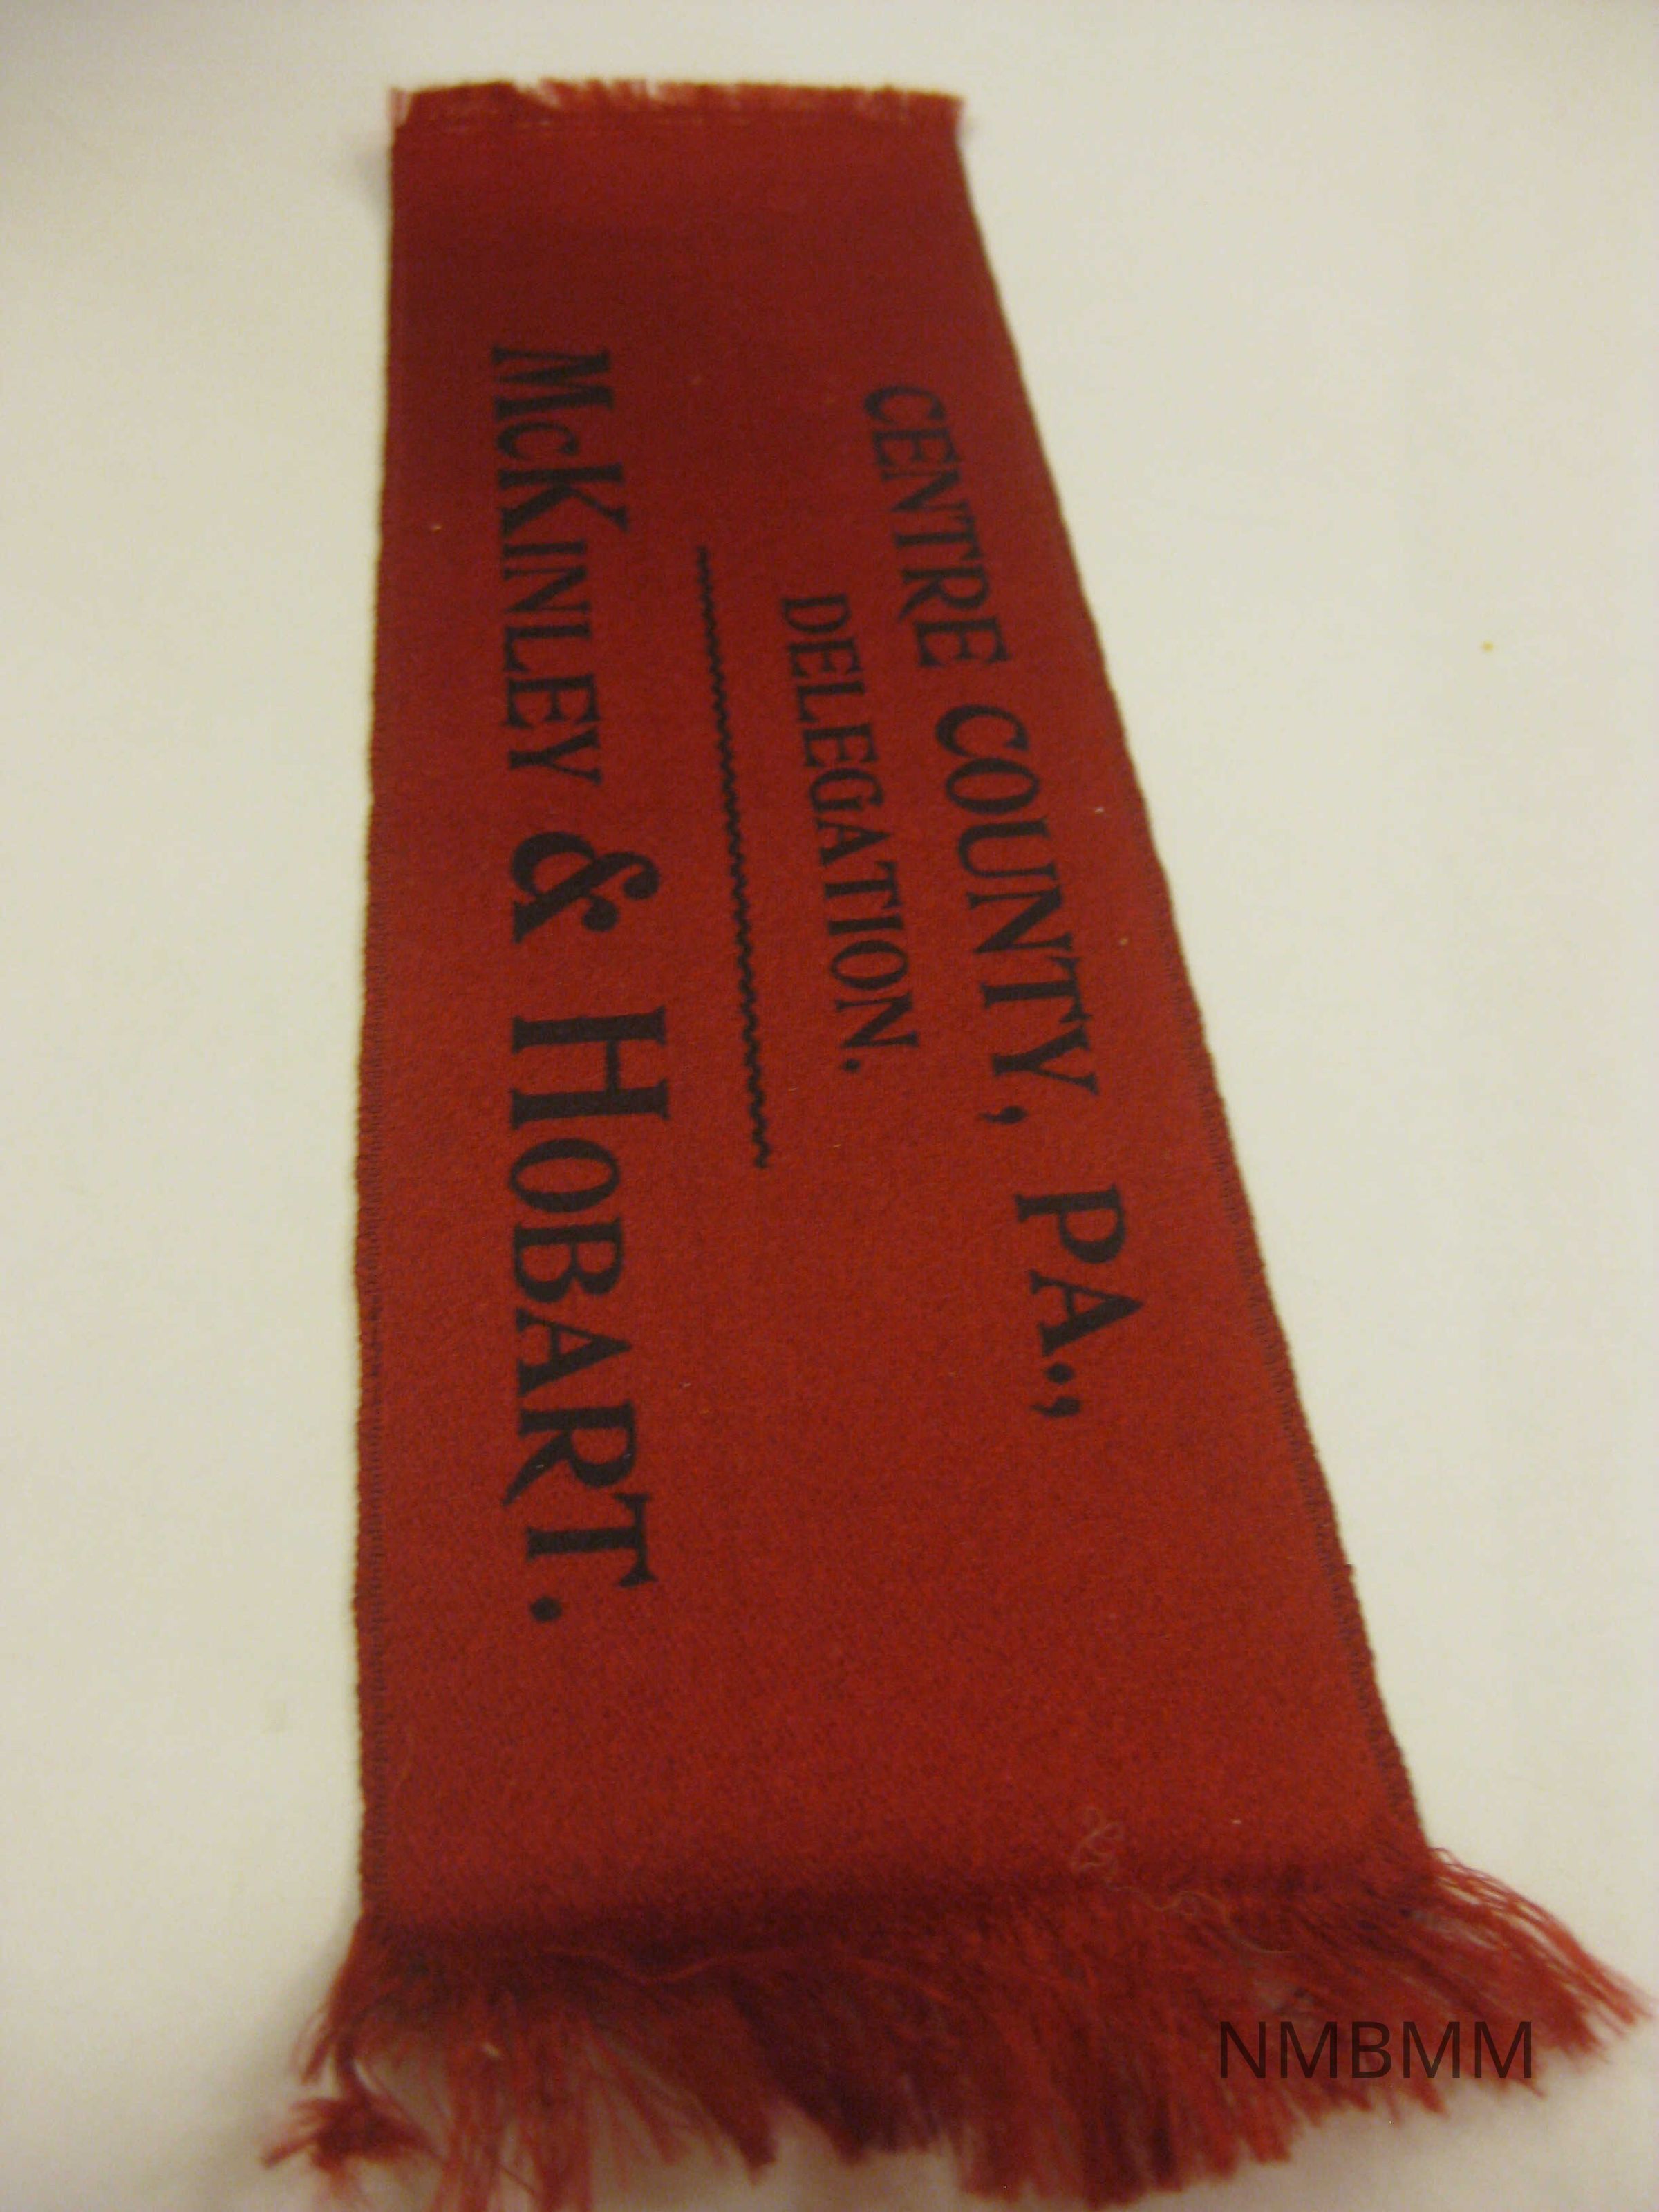 CENTRE COUNTY, PA.,
DELEGATION.
McKINLEY & HOBART.
NMBMM